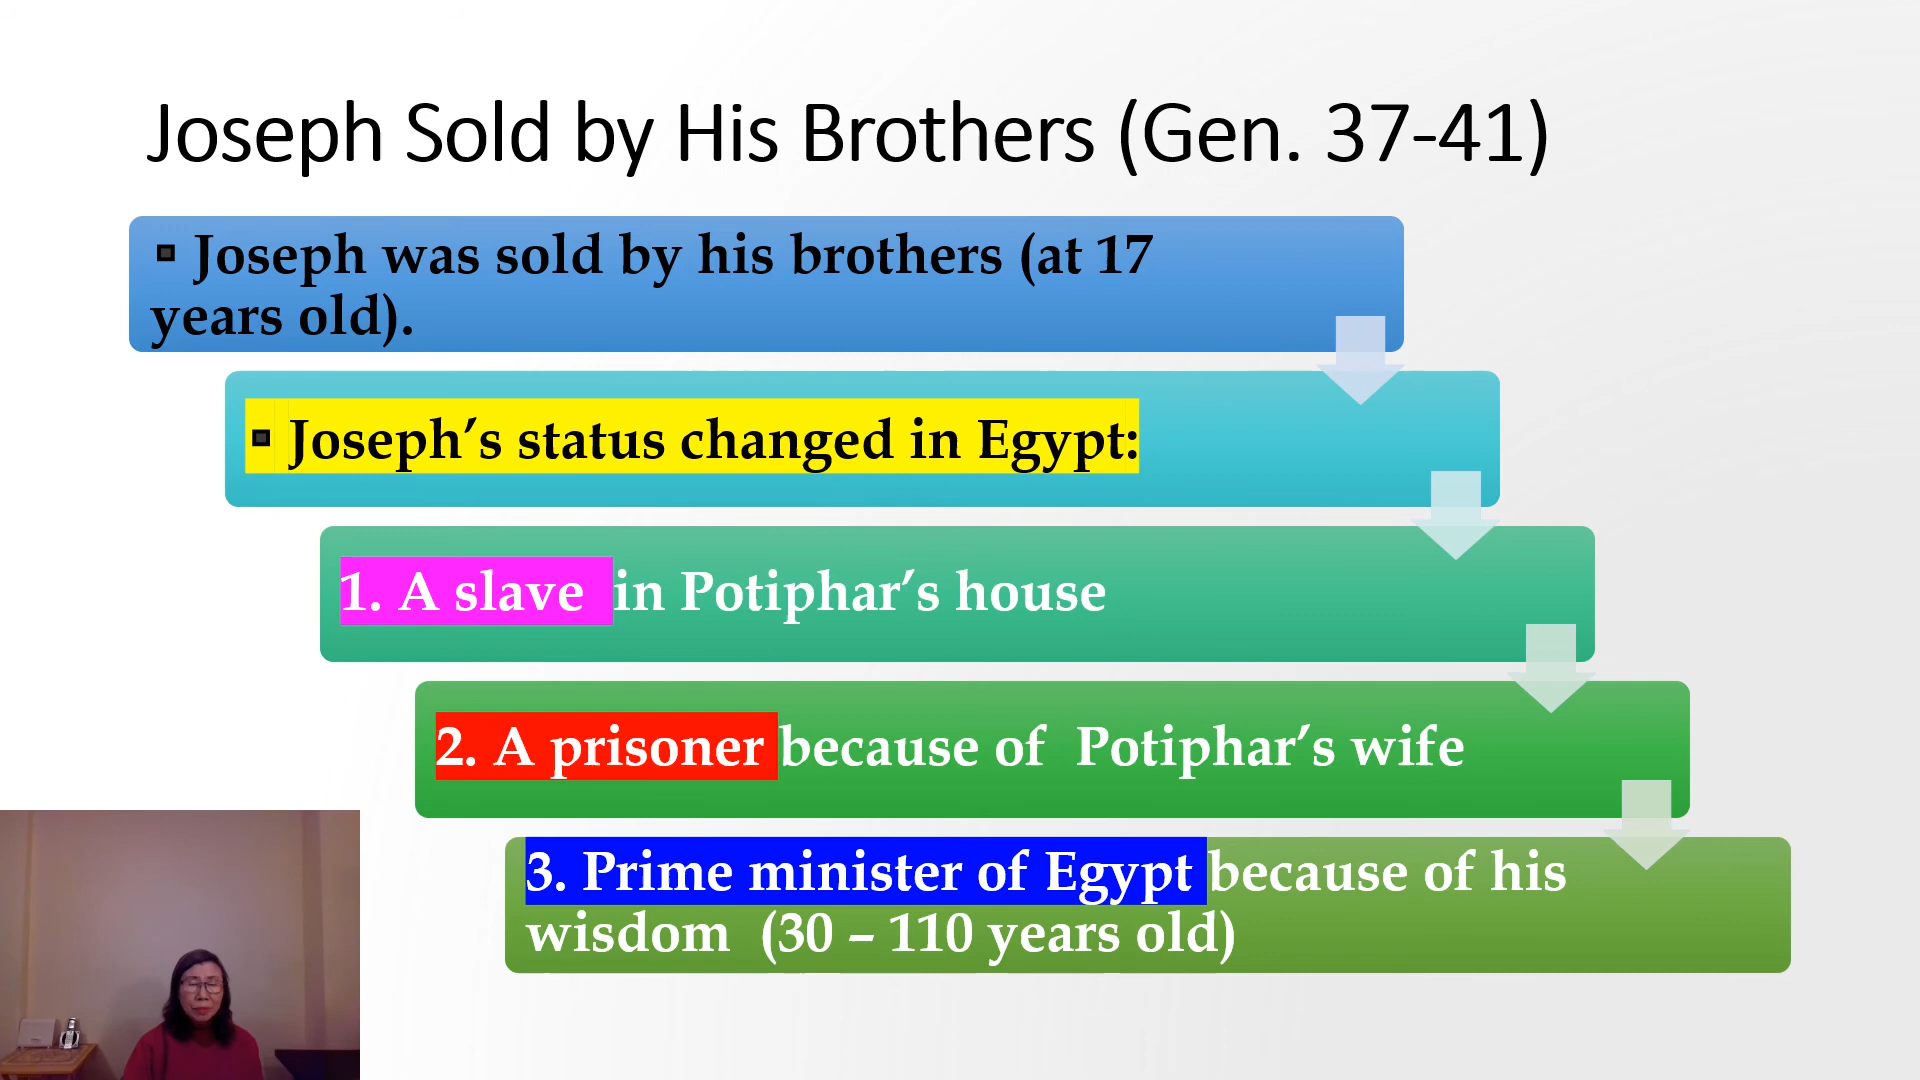 Joseph Sold by His Brothers (Gen. 37-41)
▪ Joseph was sold by his brothers (at 17
years old).
▪ Joseph’s status changed in Egypt:
1. A slave in Potiphar’s house
2. A prisoner because of Potiphar’s wife
3. Prime minister of Egypt because of his
wisdom (30 – 110 years old)